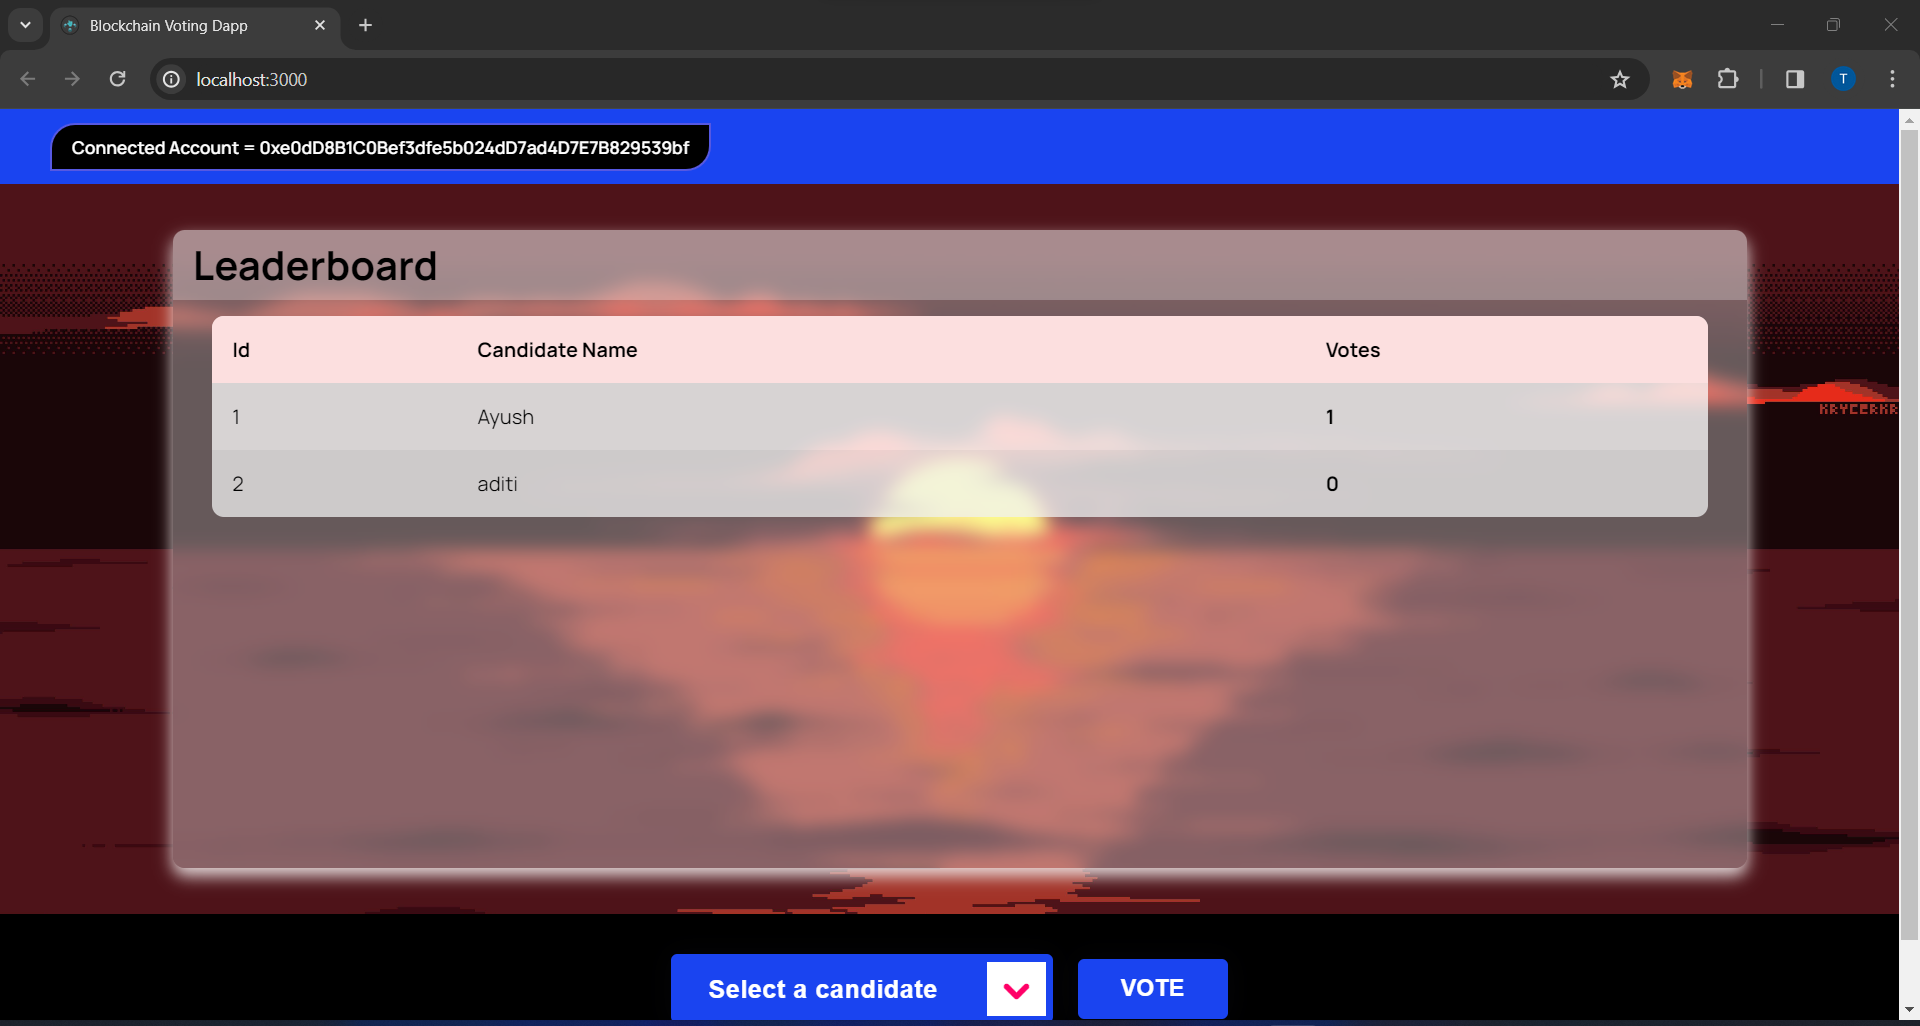 Blockchain Voting Dapp
localhost:3000
T
Connected Account = 0xe0dD8B1C0Bef3dfe5b024dD7ad4D7E7B829539bf
Leaderboard
Id Candidate Name Votes
1 Ayush 1
KRYCERKR
2 aditi 0
Select a candidate
VOTE